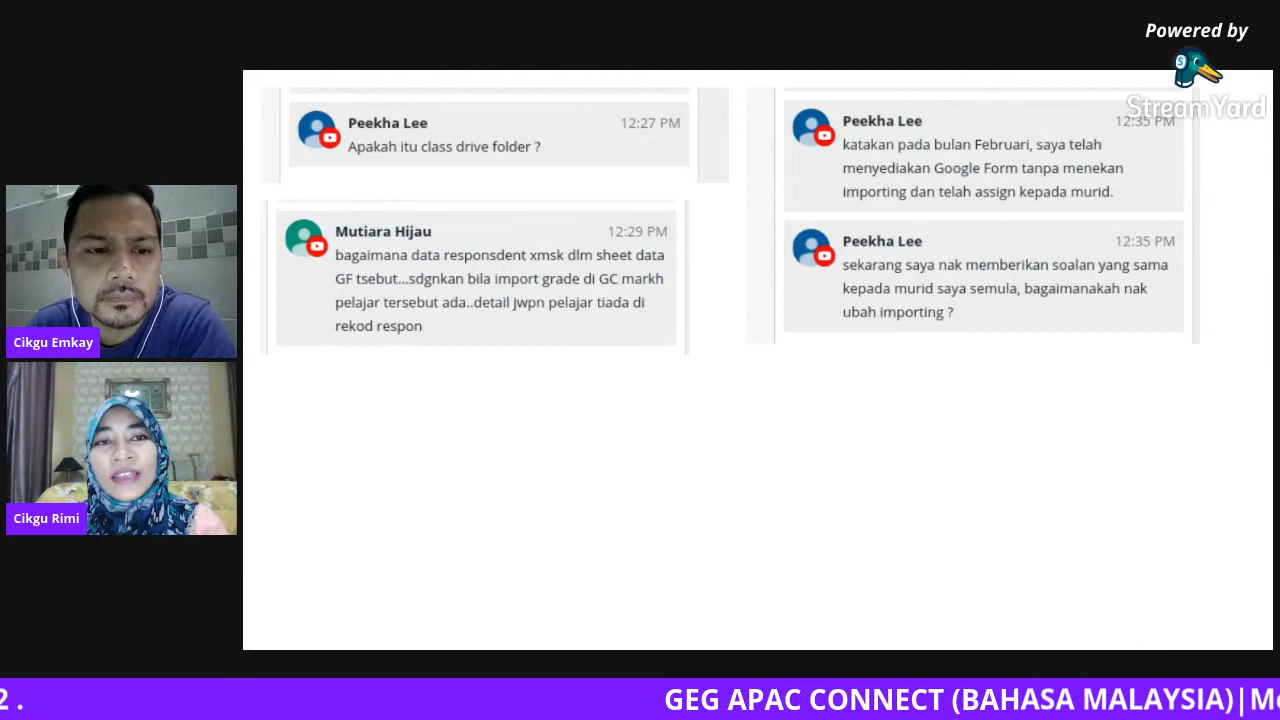 Powered by
StreamYard
Peekha Lee 12:27 PM
Apakah itu class drive folder ?
Mutiara Hijau 12:29 PM
bagaimana data responsdent xmsk dlm sheet data
GF tsebut...sdgnkan bila import grade di GC markh
pelajar tersebut ada..detail jwpn pelajar tiada di
rekod respon
Peekha Lee 12:35 PM
katakan pada bulan Februari, saya telah
menyediakan Google Form tanpa menekan
importing dan telah assign kepada murid.
Peekha Lee 12:35 PM
sekarang saya nak memberikan soalan yang sama
kepada murid saya semula, bagaimanakah nak
ubah importing ?
Cikgu Emkay
Cikgu Rimi
2 . GEG APAC CONNECT (BAHASA MALAYSIA)|